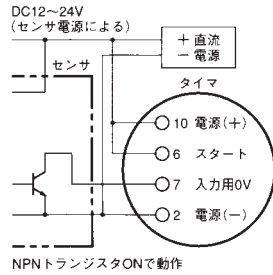 DC12～24V
(センサ電源による)
＋直流
－電源
センサ
タイマ
10 電源(＋)
6 スタート
7 入力用0V
2 電源(－)
NPNトランジスタONで動作